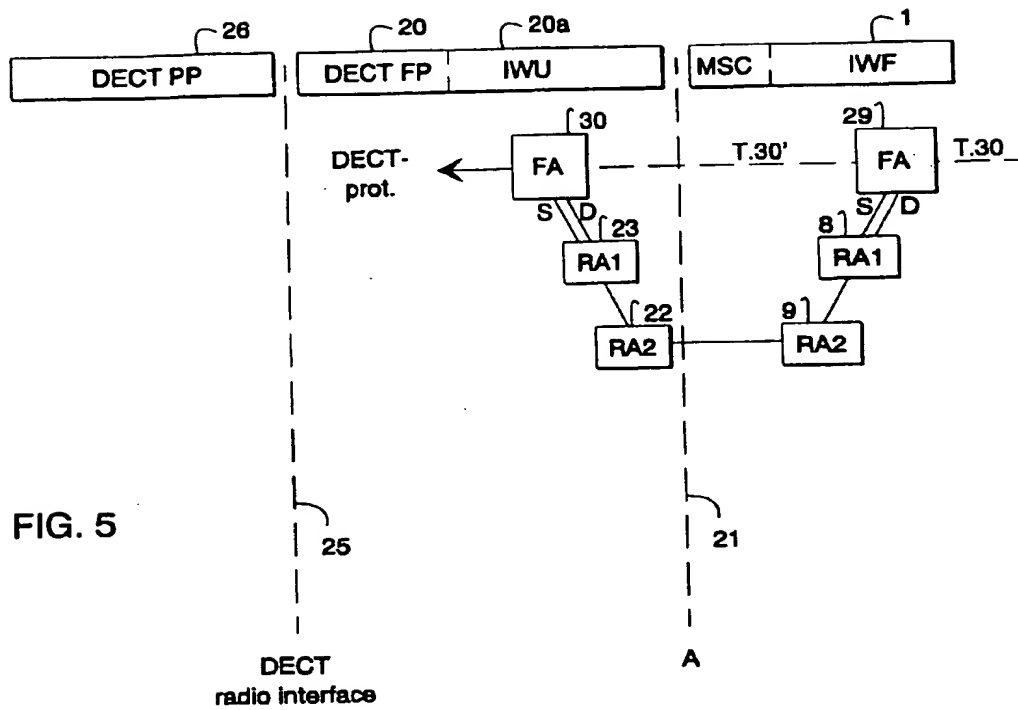 26
20
20a
1
DECT PP
DECT FP
IWU
MSC
IWF
30
29
DECT-
prot.
FA
T.30'
FA
T.30
S
D
23
8
S
D
RA1
RA1
22
9
RA2
RA2
FIG. 5
25
21
DECT
radio interface
A